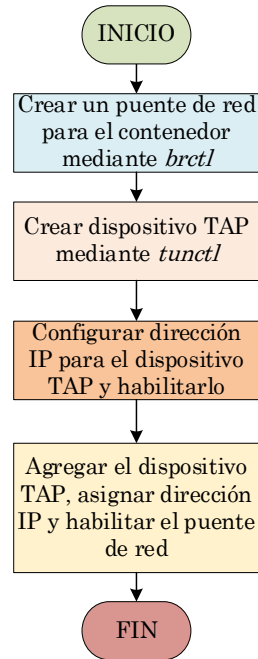 INICIO
Crear un puente de red
para el contenedor
mediante brctl
Crear dispositivo TAP
mediante tunctl
Configurar dirección
IP para el dispositivo
TAP y habilitarlo
Agregar el dispositivo
TAP, asignar dirección
IP y habilitar el puente
de red
FIN